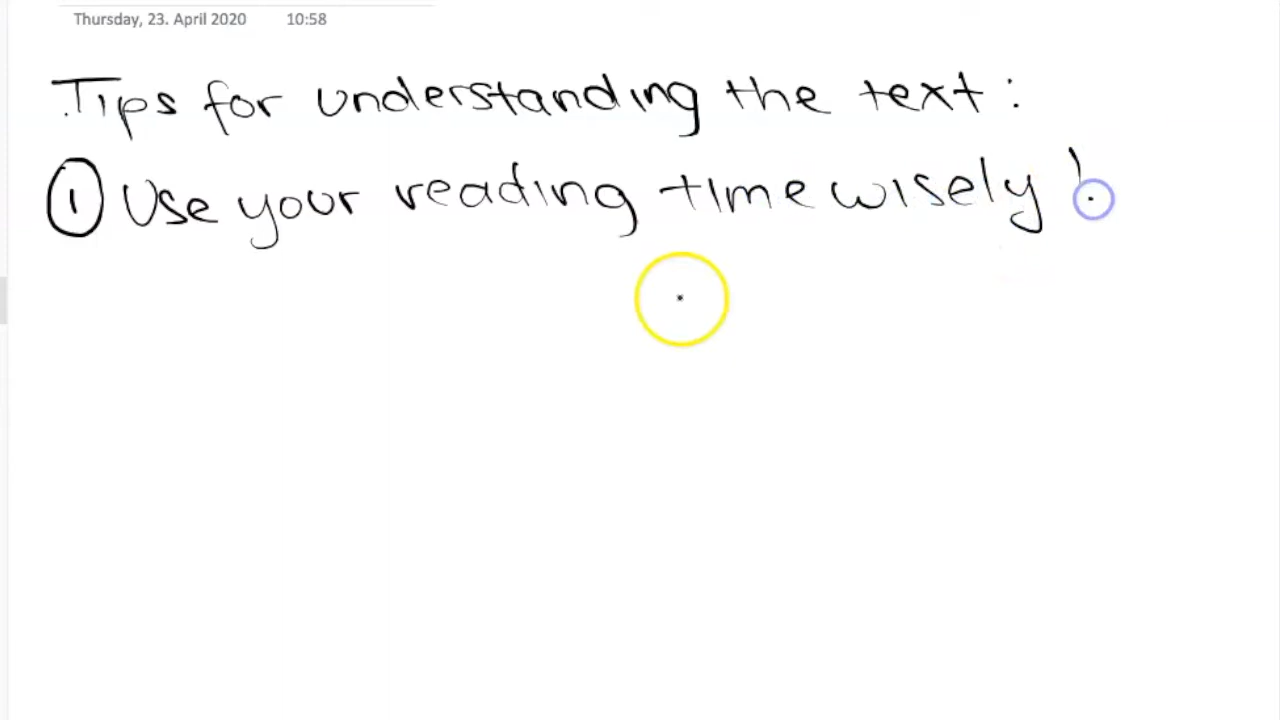 Thursday, 23. April 2020 10:58
Tips for understanding the text:
① Use your reading time wisely!